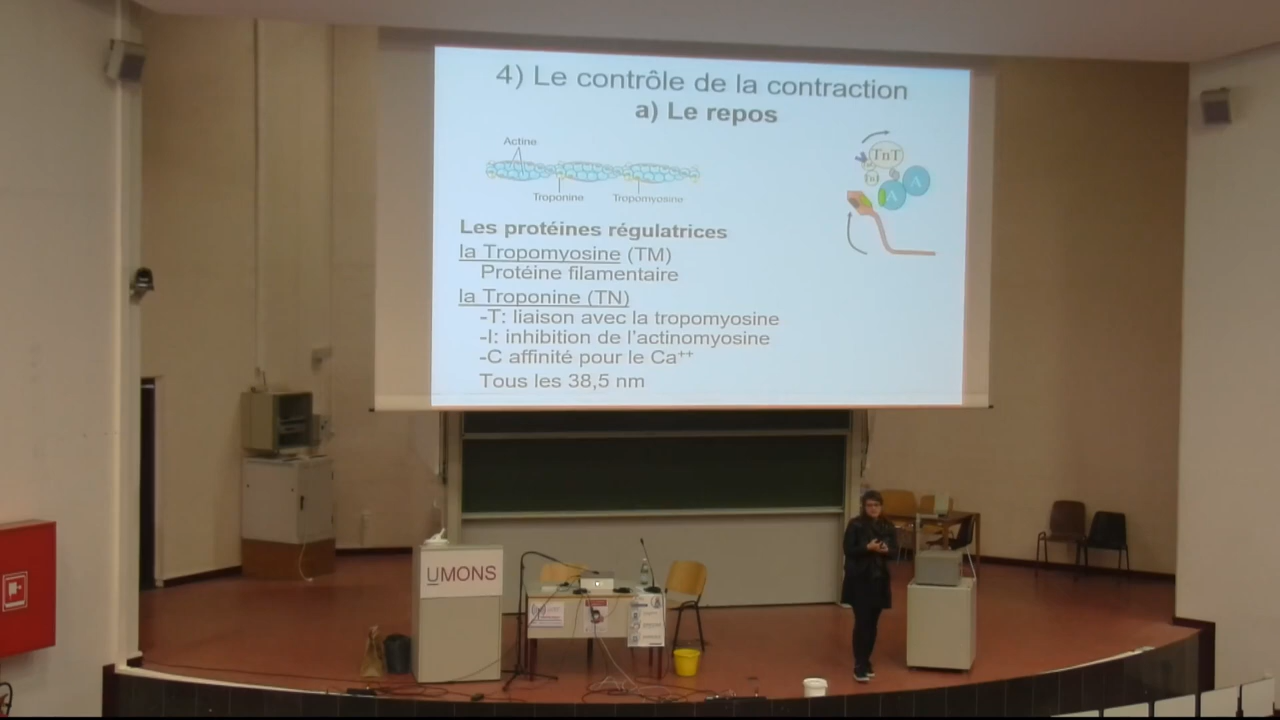 4) Le contrôle de la contraction
a) Le repos
Actine
Troponine
Tropomyosine
TnT
A
A
Les protéines régulatrices
la Tropomyosine (TM)
Protéine filamentaire
la Troponine (TN)
-T: liaison avec la tropomyosine
-I: inhibition de l'actinomyosine
-C affinité pour le Ca⁺⁺
Tous les 38,5 nm
UMONS